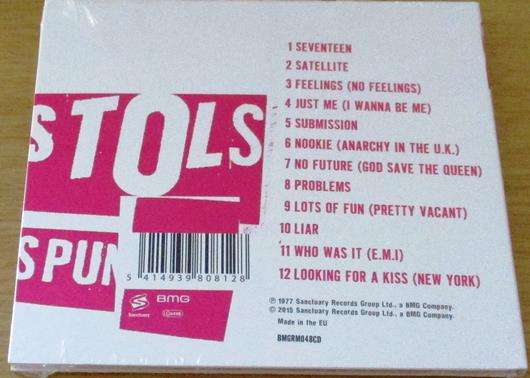 1 SEVENTEEN
2 SATELLITE
3 FEELINGS (NO FEELINGS)
4 JUST ME (I WANNA BE ME)
5 SUBMISSION
6 NOOKIE (ANARCHY IN THE U.K.)
7 NO FUTURE (GOD SAVE THE QUEEN)
8 PROBLEMS
9 LOTS OF FUN (PRETTY VACANT)
10 LIAR
11 WHO WAS IT (E.M.I)
12 LOOKING FOR A KISS (NEW YORK)
STOLS
SPUN
5 414939 808128
Sanctuary
BMG
℗ 1977 Sanctuary Records Group Ltd., a BMG Company.
© 2015 Sanctuary Records Group Ltd., a BMG Company.
Made in the EU
BMGRM048CD